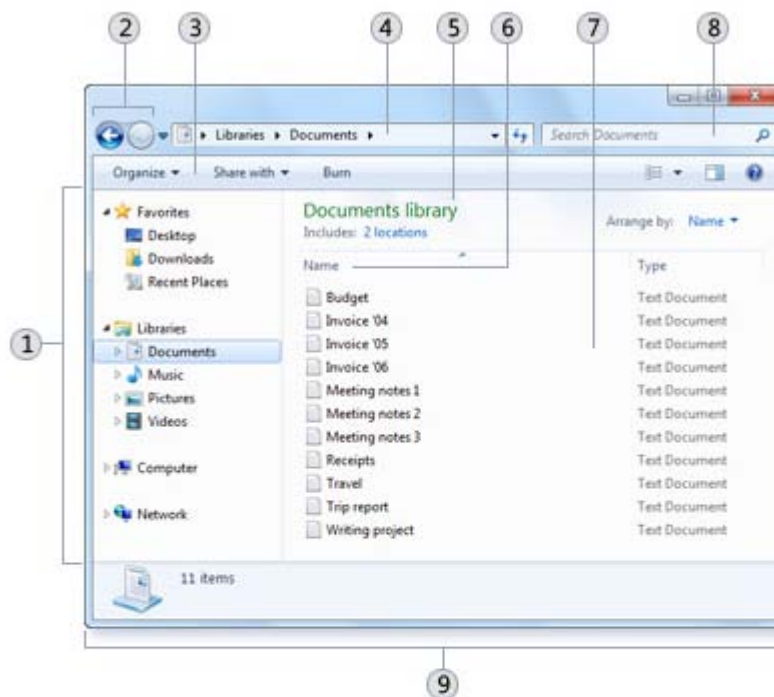 2 3 4 5 6 7 8
Libraries Documents Search Documents
Organize Share with Burn
Favorites
Desktop
Downloads
Recent Places
Libraries
Documents
Music
Pictures
Videos
Computer
Network
1
Documents library
Includes: 2 locations
Arrange by: Name
Name Type
Budget Text Document
Invoice '04 Text Document
Invoice '05 Text Document
Invoice '06 Text Document
Meeting notes 1 Text Document
Meeting notes 2 Text Document
Meeting notes 3 Text Document
Receipts Text Document
Travel Text Document
Trip report Text Document
Writing project Text Document
11 items
9